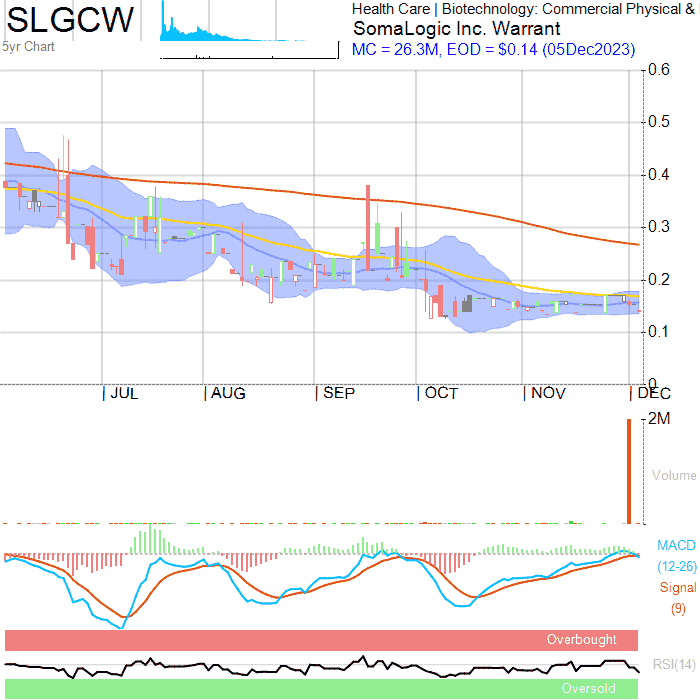 SLGCW
5yr Chart
Health Care | Biotechnology: Commercial Physical &
SomaLogic Inc. Warrant
MC = 26.3M, EOD = $0.14 (05Dec2023)
0.6
0.5
0.4
0.3
0.2
0.1
0
| JUL | AUG | SEP | OCT | NOV | DEC
2M
Volume
MACD
(12-26)
Signal
(9)
Overbought
RSI(14)
Oversold